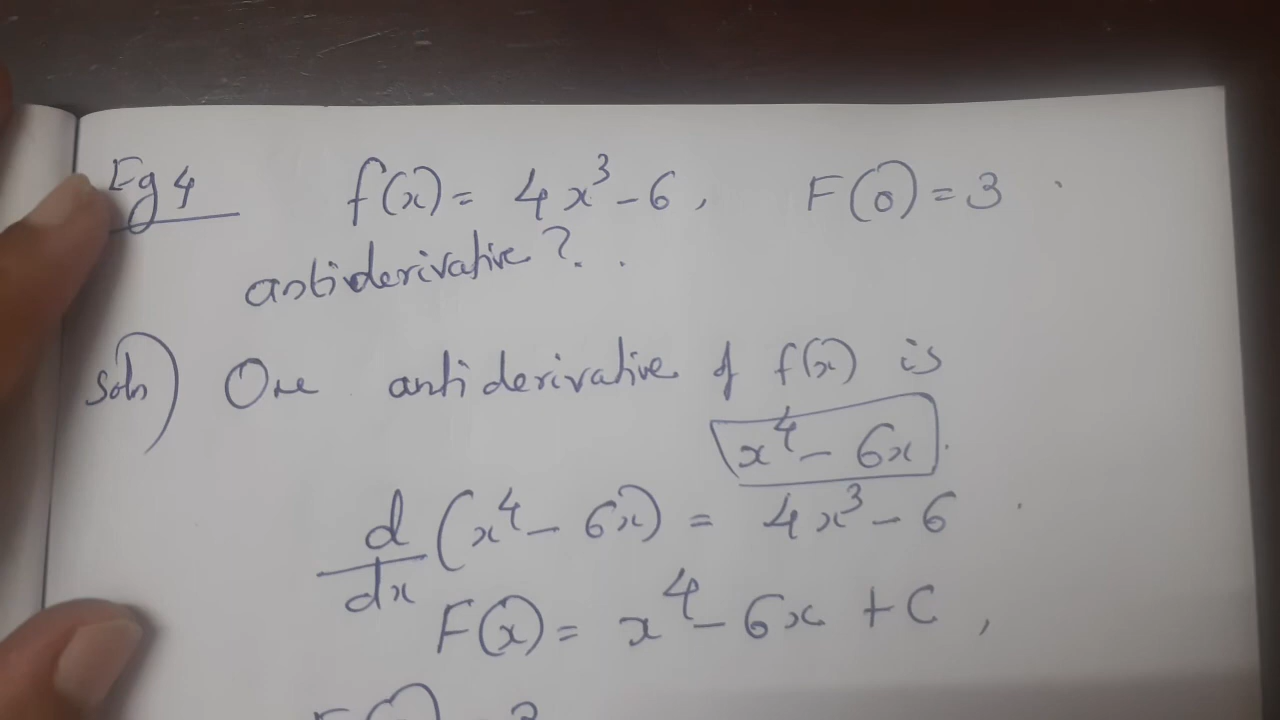 Eg 4 f(x) = 4x³ - 6, F(0) = 3
antiderivative?
Soln) One antiderivative of f(x) is
x⁴ - 6x.
d/dx (x⁴ - 6x) = 4x³ - 6
F(x) = x⁴ - 6x + C,